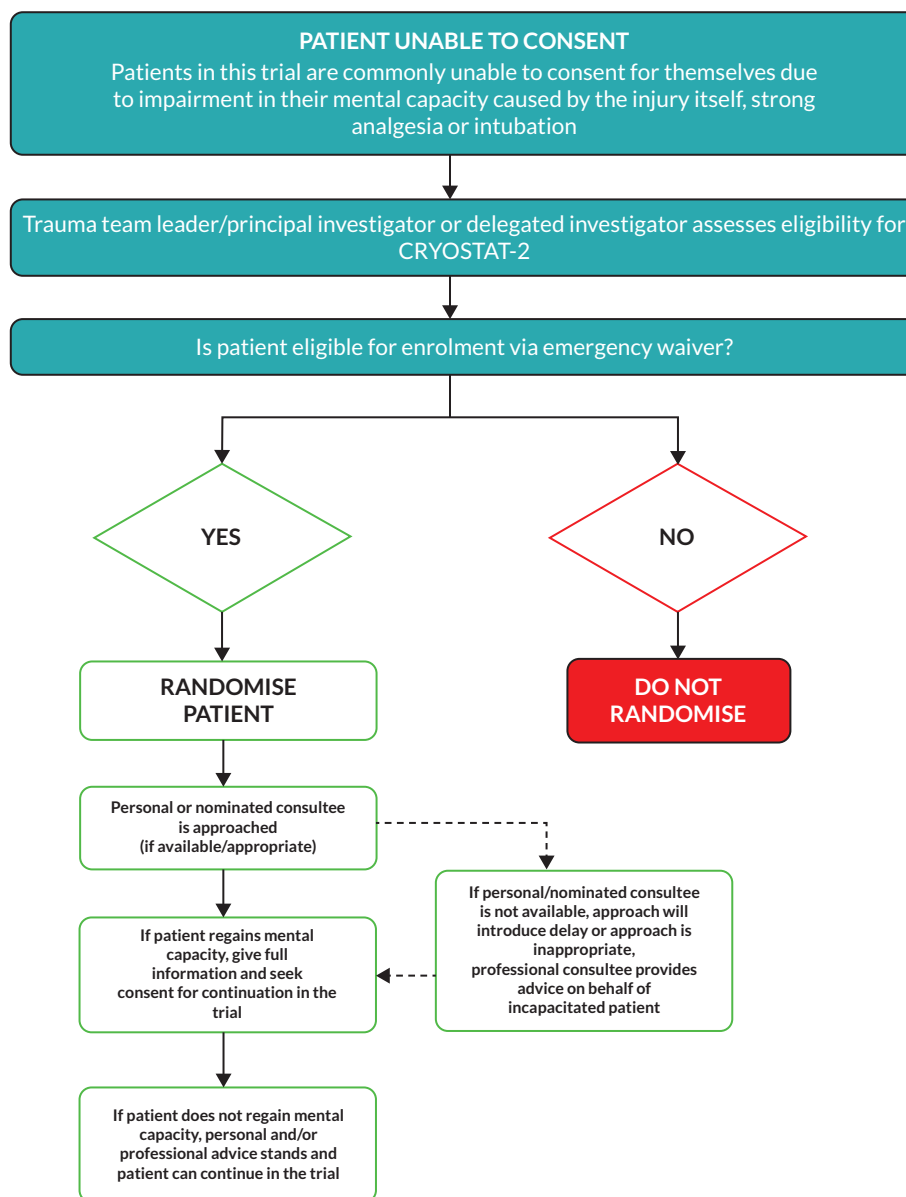 PATIENT UNABLE TO CONSENT
Patients in this trial are commonly unable to consent for themselves due
to impairment in their mental capacity caused by the injury itself, strong
analgesia or intubation
Trauma team leader/principal investigator or delegated investigator assesses eligibility for
CRYOSTAT-2
Is patient eligible for enrolment via emergency waiver?
YES
NO
RANDOMISE
PATIENT
DO NOT
RANDOMISE
Personal or nominated consultee
is approached
(if available/appropriate)
If personal/nominated consultee
is not available, approach will
introduce delay or approach is
inappropriate,
professional consultee provides
advice on behalf of
incapacitated patient
If patient regains mental
capacity, give full
information and seek
consent for continuation in the
trial
If patient does not regain mental
capacity, personal and/or
professional advice stands and
patient can continue in the trial